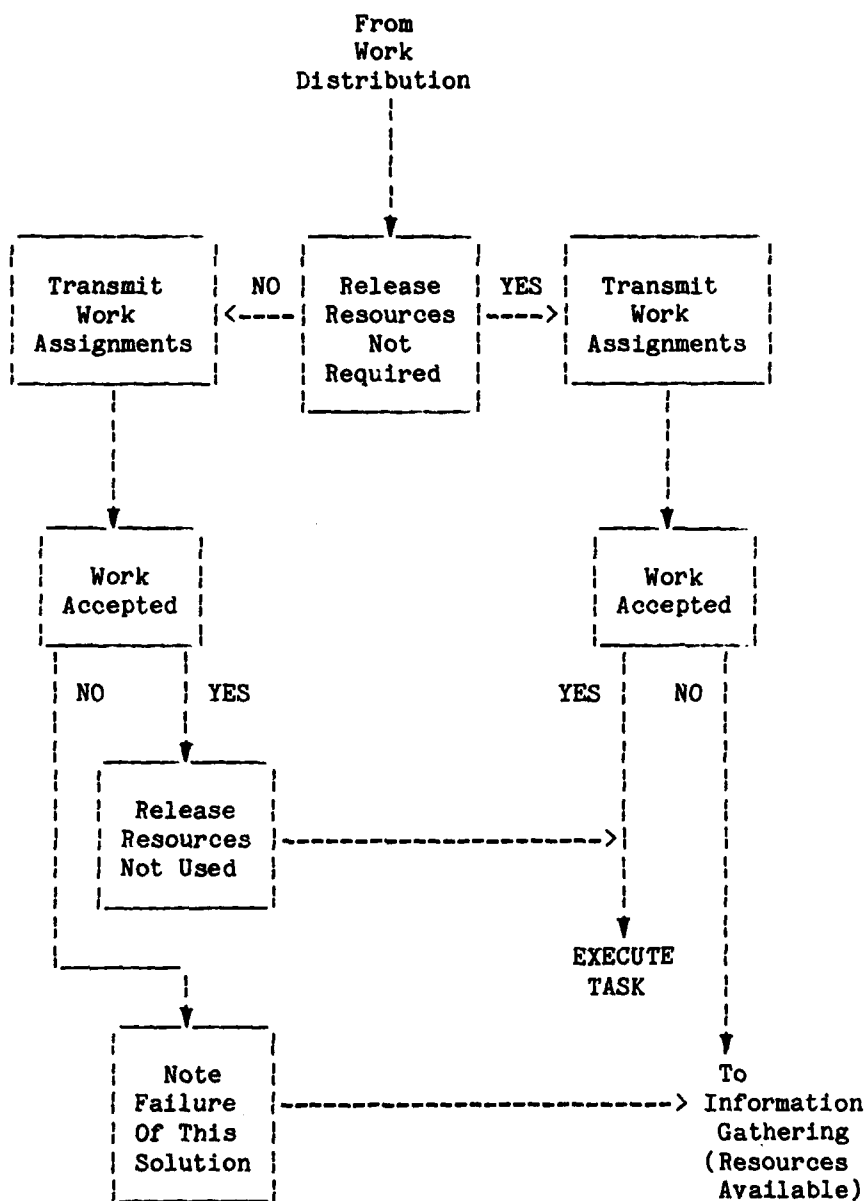 From
Work
Distribution
Transmit
Work
Assignments
NO
Release
Resources
Not
Required
YES
Transmit
Work
Assignments
Work
Accepted
Work
Accepted
NO
YES
YES
NO
Release
Resources
Not Used
EXECUTE
TASK
Note
Failure
Of This
Solution
To
Information
Gathering
(Resources
Available)